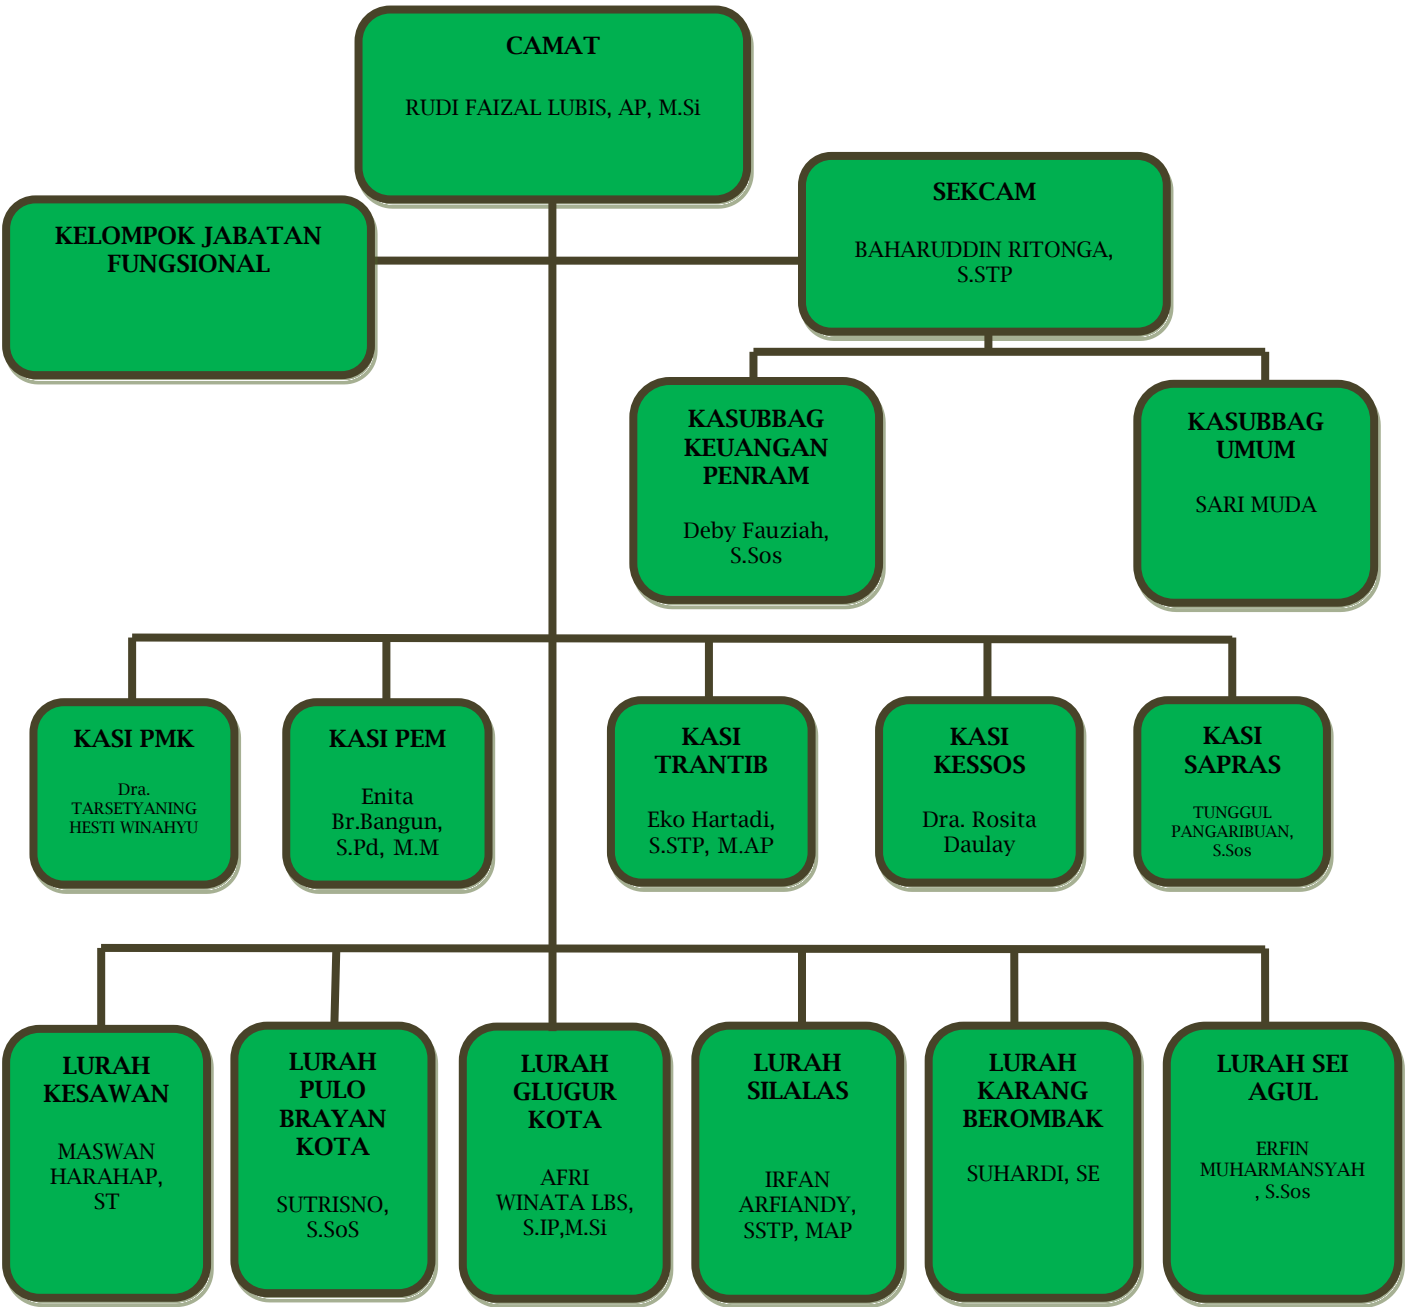 CAMAT
RUDI FAIZAL LUBIS, AP, M.Si
SEKCAM
BAHARUDDIN RITONGA,
S.STP
KELOMPOK JABATAN
FUNGSIONAL
KASUBBAG
KEUANGAN
PENRAM
Deby Fauziah,
S.Sos
KASUBBAG
UMUM
SARI MUDA
KASI PMK
Dra.
TARSETYANING
HESTI WINAHYU
KASI PEM
Enita
Br.Bangun,
S.Pd, M.M
KASI
TRANTIB
Eko Hartadi,
S.STP, M.AP
KASI
KESSOS
Dra. Rosita
Daulay
KASI
SAPRAS
TUNGGUL
PANGARIBUAN,
S.Sos
LURAH
KESAWAN
MASWAN
HARAHAP,
ST
LURAH
PULO
BRAYAN
KOTA
SUTRISNO,
S.SoS
LURAH
GLUGUR
KOTA
AFRI
WINATA LBS,
S.IP,M.Si
LURAH
SILALAS
IRFAN
ARFIANDY,
SSTP, MAP
LURAH
KARANG
BEROMBAK
SUHARDI, SE
LURAH SEI
AGUL
ERFIN
MUHARMANSYAH
, S.Sos